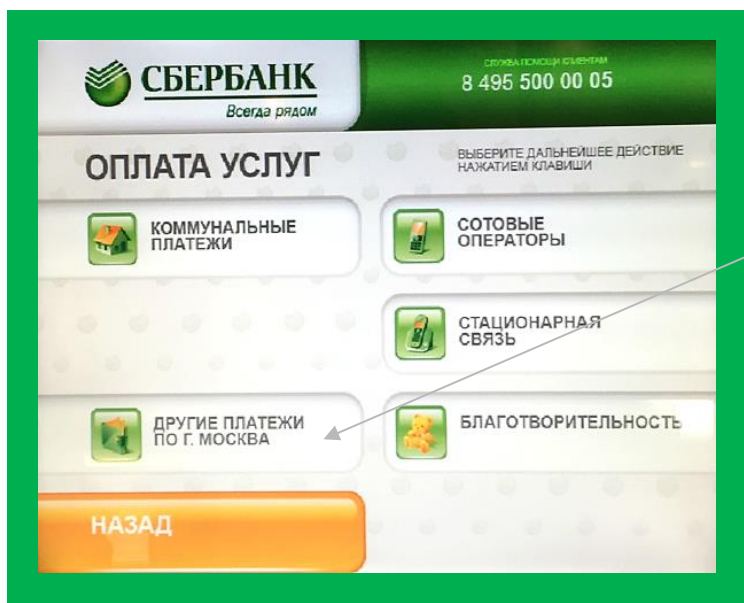 СБЕРБАНК
Всегда рядом
СЛУЖБА ПОМОЩИ КЛИЕНТАМ
8 495 500 00 05
ОПЛАТА УСЛУГ
ВЫБЕРИТЕ ДАЛЬНЕЙШЕЕ ДЕЙСТВИЕ
НАЖАТИЕМ КЛАВИШИ
КОММУНАЛЬНЫЕ
ПЛАТЕЖИ
СОТОВЫЕ
ОПЕРАТОРЫ
СТАЦИОНАРНАЯ
СВЯЗЬ
ДРУГИЕ ПЛАТЕЖИ
ПО Г. МОСКВА
БЛАГОТВОРИТЕЛЬНОСТЬ
НАЗАД